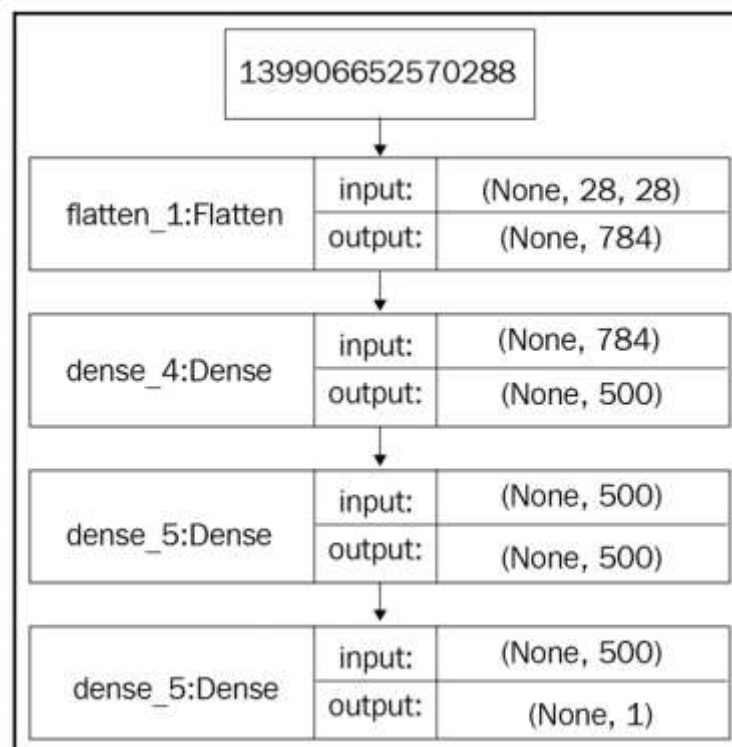 139906652570288
flatten_1:Flatten
input:
(None, 28, 28)
output:
(None, 784)
dense_4:Dense
input:
(None, 784)
output:
(None, 500)
dense_5:Dense
input:
(None, 500)
output:
(None, 500)
dense_5:Dense
input:
(None, 500)
output:
(None, 1)